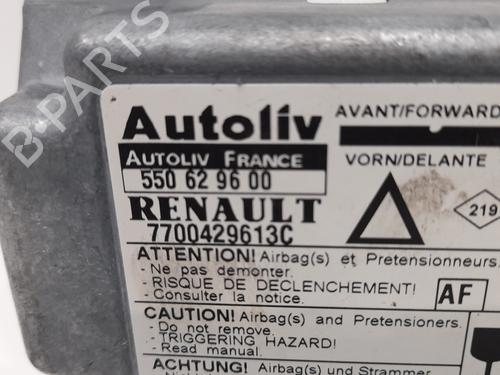 B-PARTS
Autoliv
AUTOLIV FRANCE
550 62 96 00
RENAULT
7700429613C
AVANT/FORWARD
VORN/DELANTE
219
ATTENTION! Airbag(s) et Pretensionneurs.
- Ne pas demonter.
- RISQUE DE DECLENCHEMENT!
- Consulter la notice.
AF
CAUTION! Airbag(s) and Pretensioners.
- Do not remove.
- TRIGGERING HAZARD!
- Read manual.
ACHTUNG! Airbag(s) und Strammer